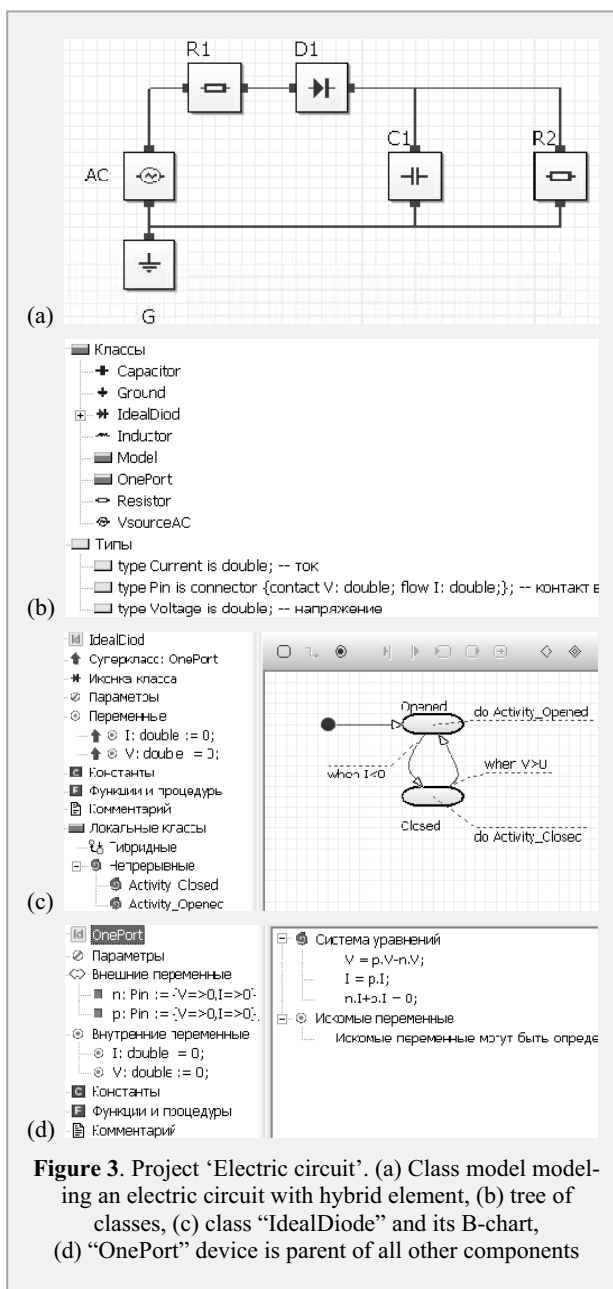 R1
D1
AC
C1
R2
(a)
G
Классы
Capacitor
Ground
IdealDiod
Inductor
Model
OnePort
Resistor
VsourceAC
Типы
type Current is double; -- ток
type Pin is connector {contact V: double; flow I: double;}; -- контакт в
(b)
type Voltage is double; -- напряжение
Id IdealDiod
Суперкласс: OnePort
Иконка класса
Параметры
Переменные
I: double := 0;
V: double = 0;
C Константы
F Функции и процедурь
Комментарий
Локальные классы
Гибридные
Непрерывные
Activity_Closed
(c)
Activity_Openec
Opened
do Activity_Opened
when I<0
when V>0
Closed
do Activity_Closec
Id OnePort
Параметры
Внешние переменные
n: Pin := {V=>0,I=>0}
p: Pin := {V=>0,I=>0}
Внутренние переменные
I: double = 0;
V: double := 0;
C Константы
F Функции и процедуры
(d)
Комментарий
Система уравнений
V = p.V-n.V;
I = p.I;
n.I+p.I = 0;
Искомые переменные
Искомые переменные могут быть опреде
Figure 3. Project ‘Electric circuit’. (a) Class model model-
ing an electric circuit with hybrid element, (b) tree of
classes, (c) class “IdealDiode” and its B-chart,
(d) “OnePort” device is parent of all other components